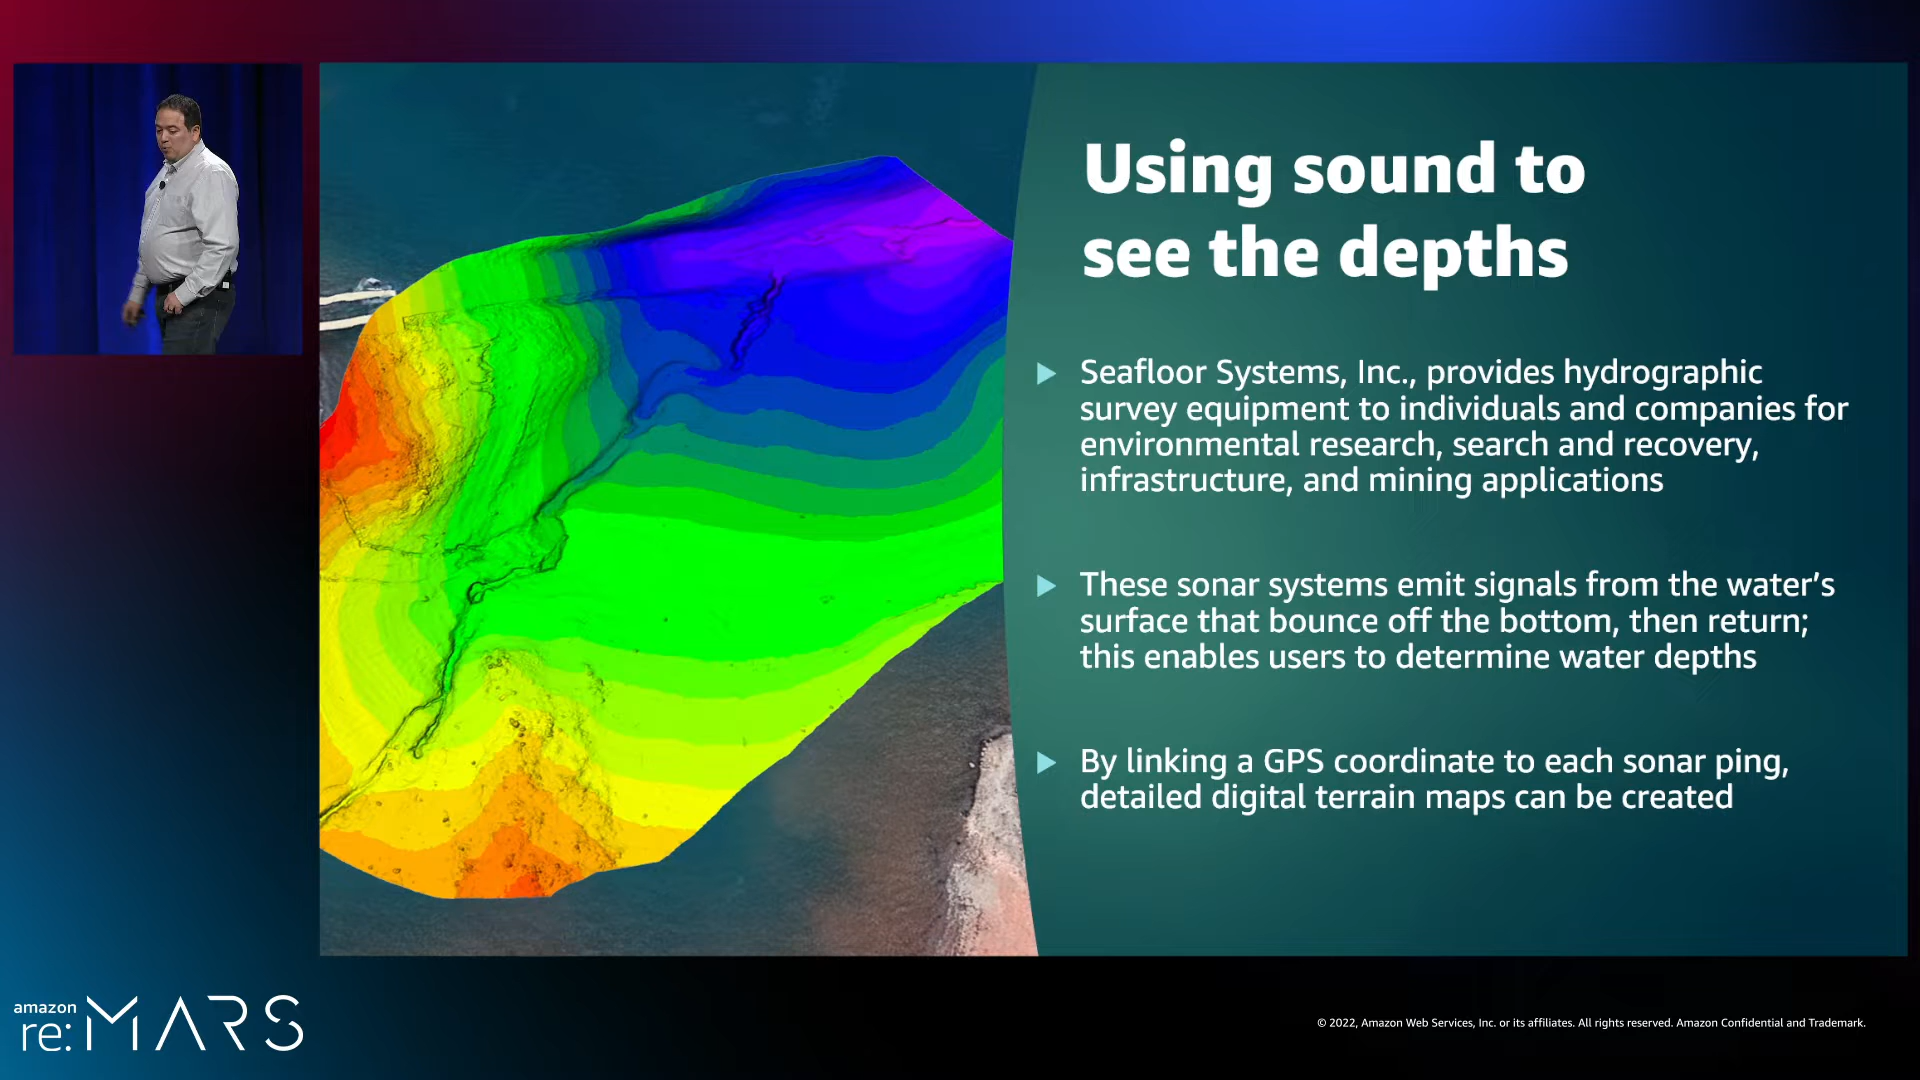 Using sound to
see the depths
Seafloor Systems, Inc., provides hydrographic
survey equipment to individuals and companies for
environmental research, search and recovery,
infrastructure, and mining applications
These sonar systems emit signals from the water’s
surface that bounce off the bottom, then return;
this enables users to determine water depths
By linking a GPS coordinate to each sonar ping,
detailed digital terrain maps can be created
amazon
re:MARS
© 2022, Amazon Web Services, Inc. or its affiliates. All rights reserved. Amazon Confidential and Trademark.